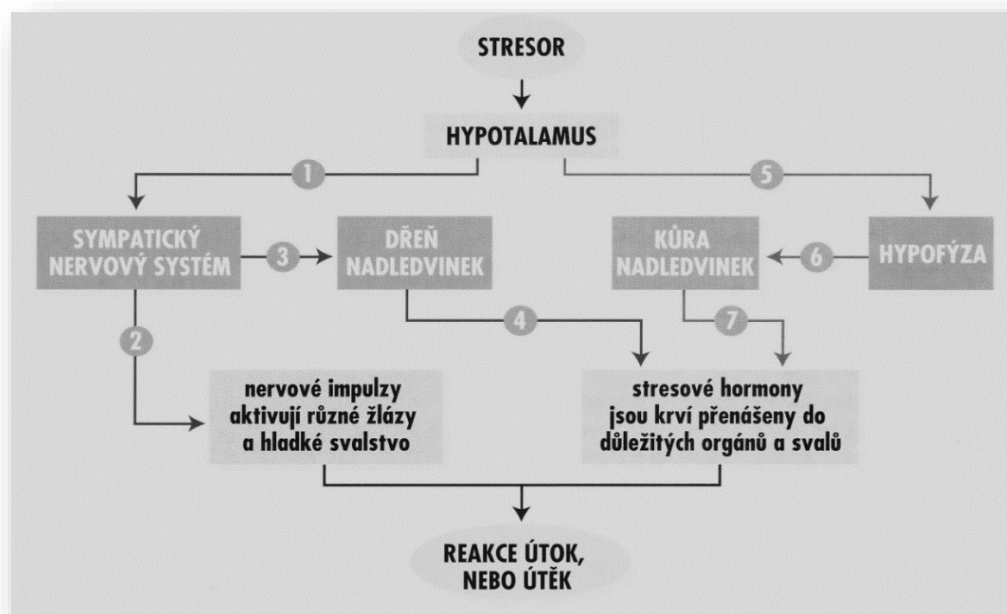 STRESOR
HYPOTALAMUS
1
5
SYMPATICKÝ
NERVOVÝ SYSTÉM
3
DŘEŇ
NADLEDVINEK
KŮRA
NADLEDVINEK
6
HYPOFÝZA
2
4
7
nervové impulzy
aktivují různé žlázy
a hladké svalstvo
stresové hormony
jsou krví přenášeny do
důležitých orgánů a svalů
REAKCE ÚTOK,
NEBO ÚTĚK